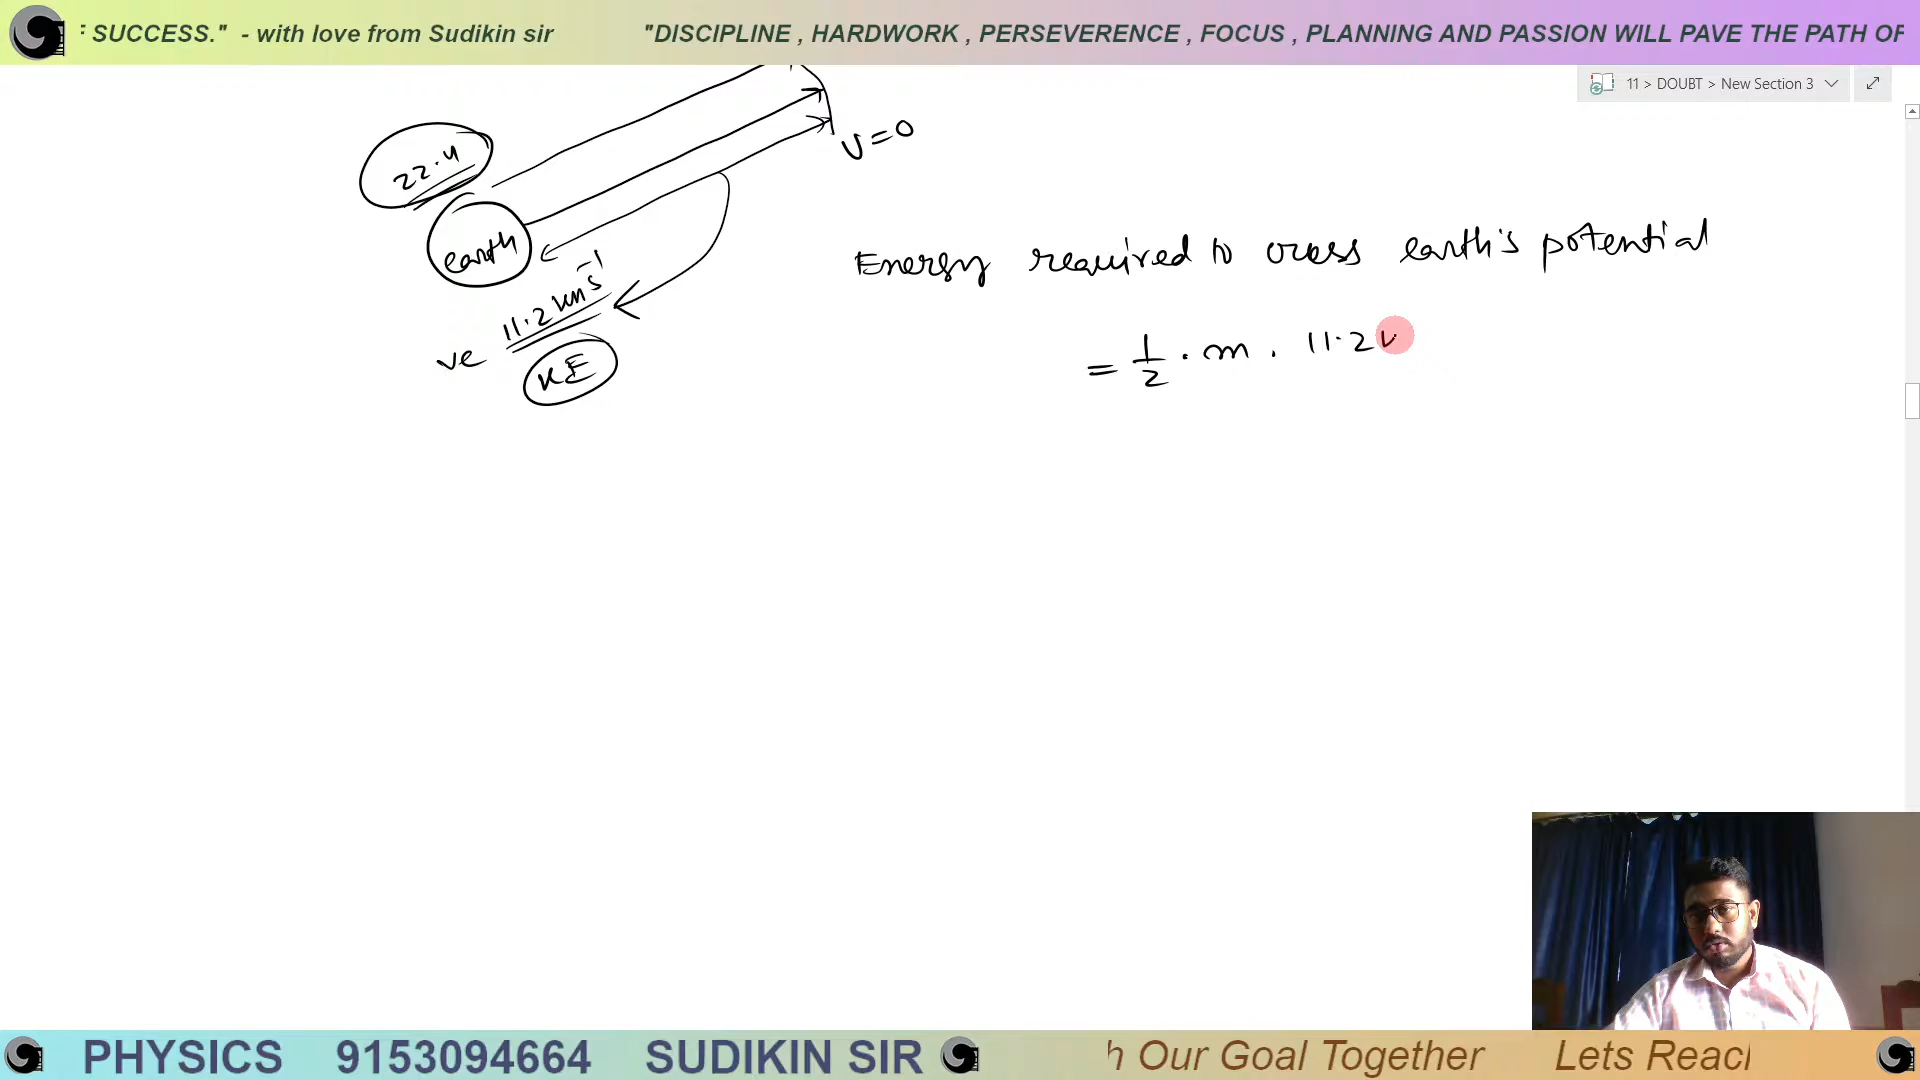 SUCCESS." - with love from Sudikin sir "DISCIPLINE , HARDWORK , PERSEVERENCE , FOCUS , PLANNING AND PASSION WILL PAVE THE PATH OF
11 > DOUBT > New Section 3
22.4
V=0
earth
Energy required to cross earth's potential
11.2 km s-1
ve
KE
= 1/2 . m . 11.2
PHYSICS 9153094664 SUDIKIN SIR h Our Goal Together Lets Reach